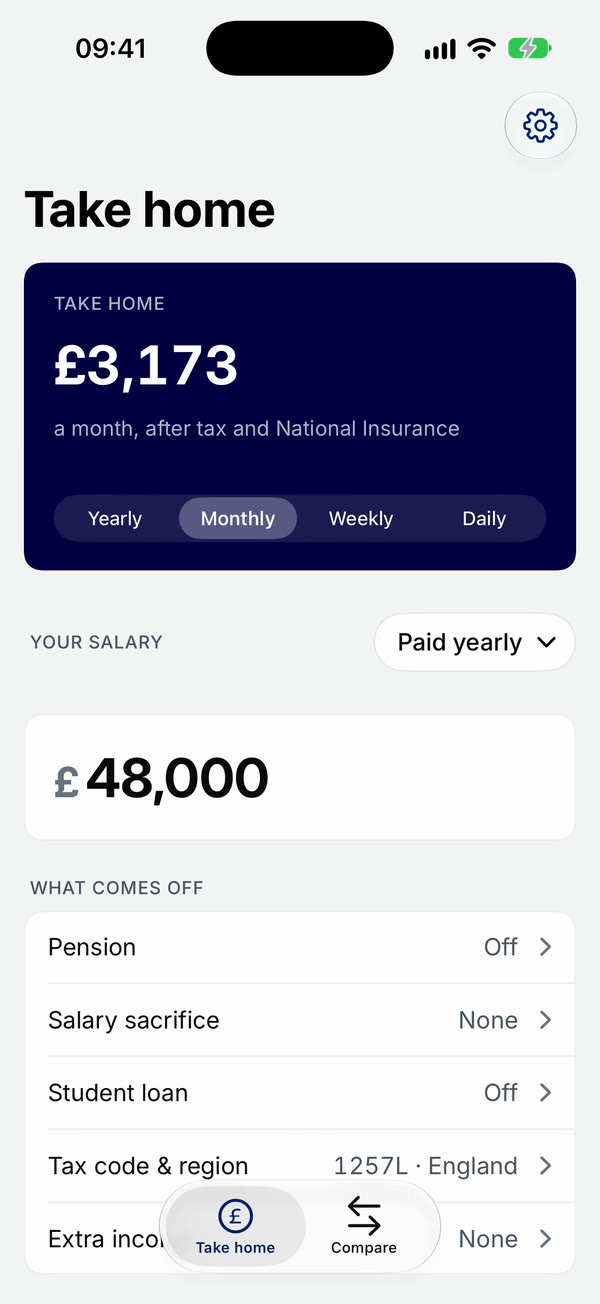 09:41
Take home
TAKE HOME
£3,173
a month, after tax and National Insurance
Yearly Monthly Weekly Daily
YOUR SALARY Paid yearly
£ 48,000
WHAT COMES OFF
Pension Off
Salary sacrifice None
Student loan Off
Tax code & region 1257L · England
Extra None
£
Take home Compare